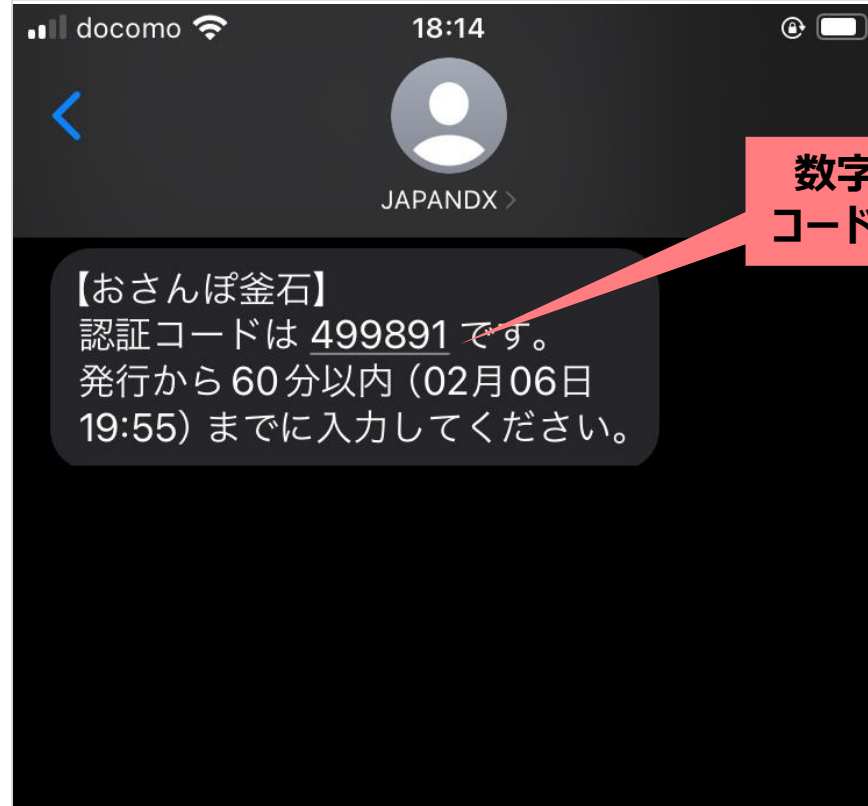 docomo
18:14
JAPANDX
数字
コード
【おさんぽ釜石】
認証コードは 499891 です。
発行から60分以内（02月06日
19:55）までに入力してください。